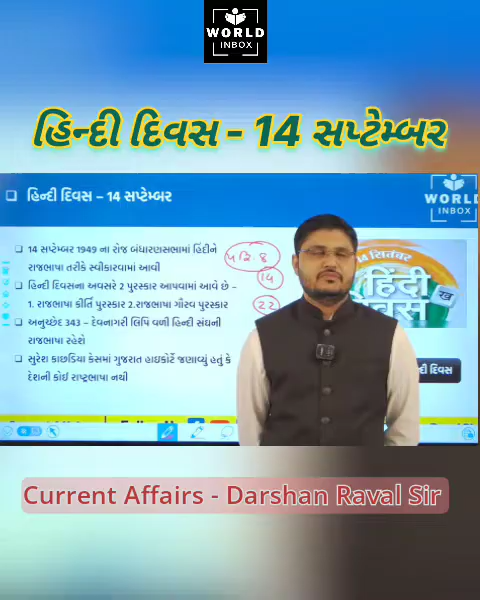 WORLD
INBOX
હિન્દી દિવસ - 14 સપ્ટેમ્બર
હિન્દી દિવસ – 14 સપ્ટેમ્બર
WORLD
INBOX
14 સપ્ટેમ્બર 1949 ના રોજ બંધારણસભામાં હિંદીને
રાજભાષા તરીકે સ્વીકારવામાં આવી
હિન્દી દિવસના અવસરે 2 પુરસ્કાર આપવામાં આવે છે –
1. રાજભાષા કીર્તિ પુરસ્કાર 2.રાજભાષા ગૌરવ પુરસ્કાર
અનુચ્છેદ 343 – દેવનાગરી લિપિ વળી હિન્દી સંઘની
રાજભાષા રહેશે
સુરેશ કાછડિયા કેસમાં ગુજરાત હાઇકોર્ટે જણાવ્યું હતું કે
દેશની કોઈ રાષ્ટ્રભાષા નથી
14
22
14 सितंबर
हिंदी
દિવસ
Current Affairs - Darshan Raval Sir